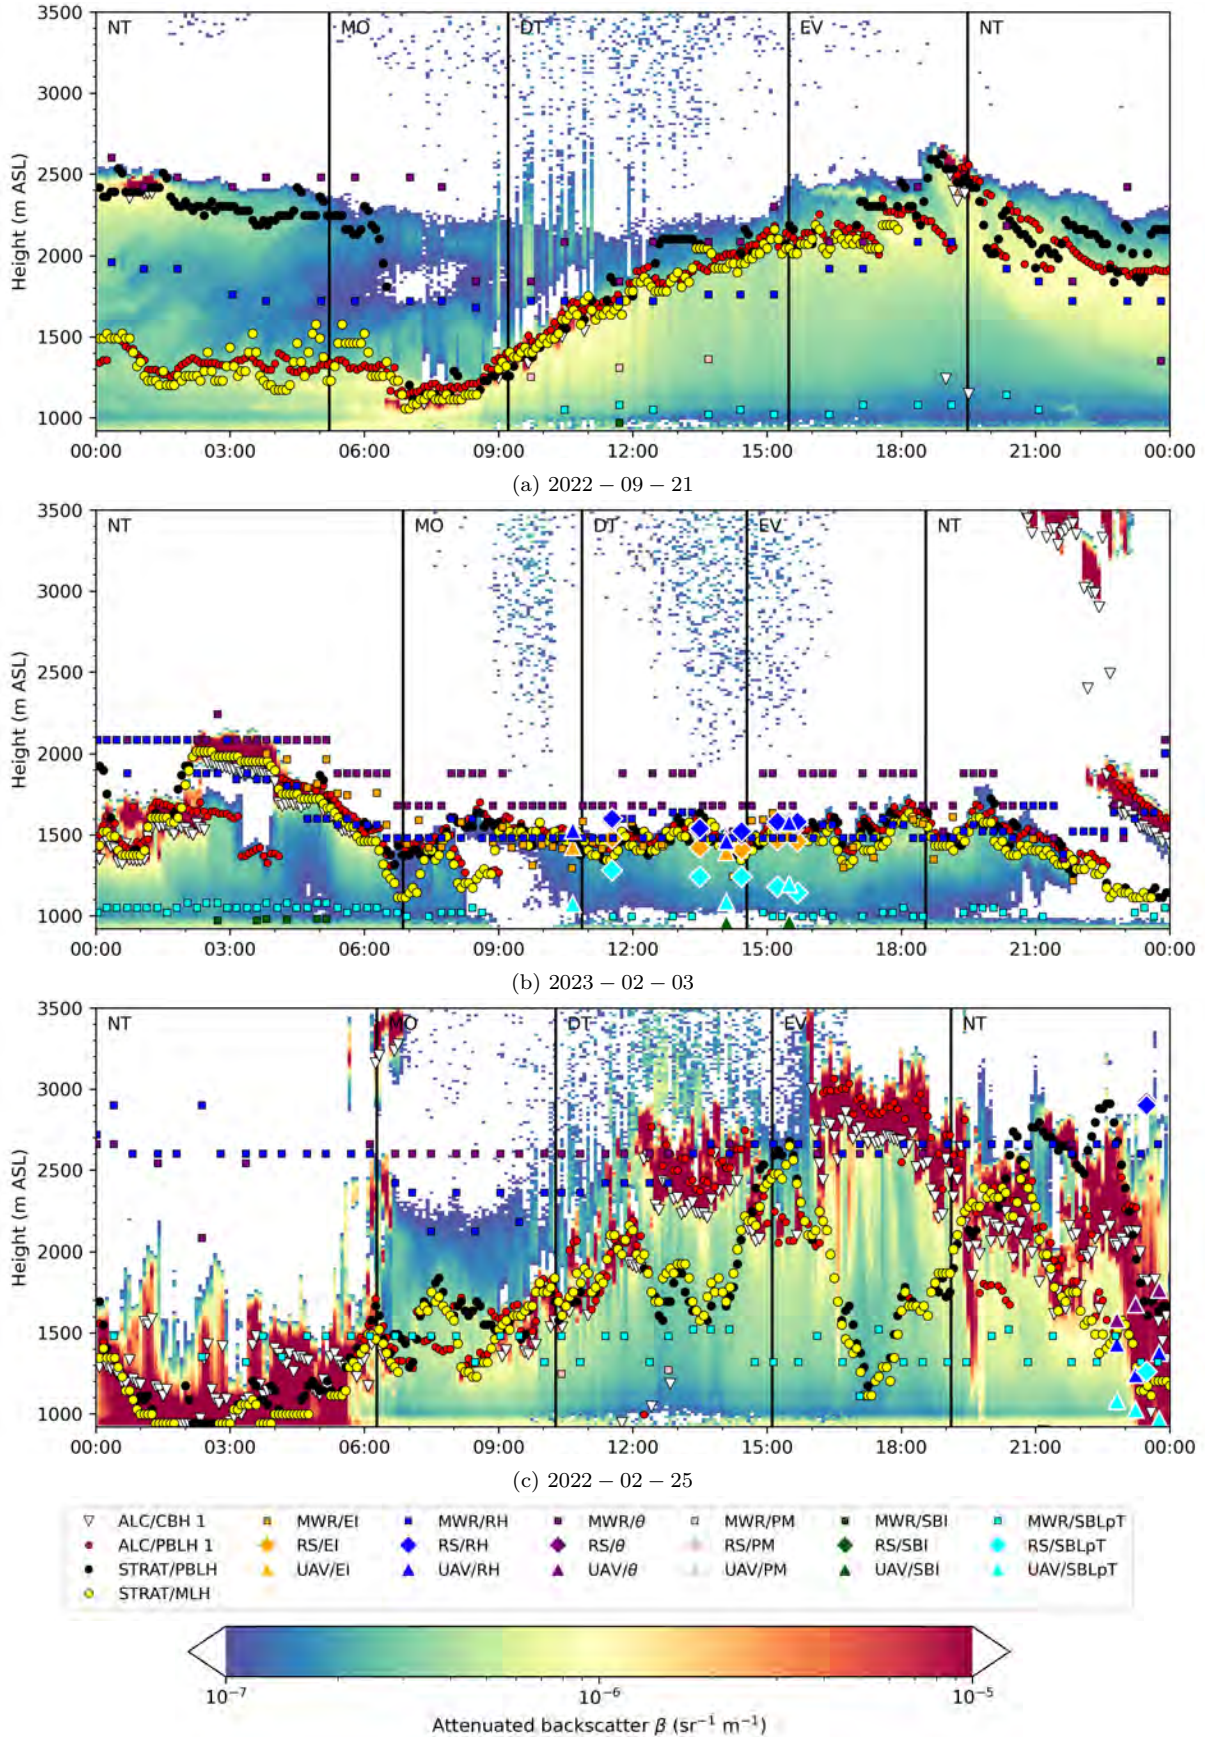 3500
NT
MO
DT
EV
NT
3000
2500
2000
1500
1000
Height (m ASL)
00:00
03:00
06:00
09:00
12:00
15:00
18:00
21:00
00:00
(a) 2022 − 09 − 21
3500
NT
MO
DT
EV
NT
3000
2500
2000
1500
1000
Height (m ASL)
00:00
03:00
06:00
09:00
12:00
15:00
18:00
21:00
00:00
(b) 2023 − 02 − 03
3500
NT
MO
DT
EV
NT
3000
2500
2000
1500
1000
Height (m ASL)
00:00
03:00
06:00
09:00
12:00
15:00
18:00
21:00
00:00
(c) 2022 − 02 − 25
ALC/CBH 1
MWR/EI
MWR/RH
MWR/θ
MWR/PM
MWR/SBI
MWR/SBLpT
ALC/PBLH 1
RS/EI
RS/RH
RS/θ
RS/PM
RS/SBI
RS/SBLpT
STRAT/PBLH
UAV/EI
UAV/RH
UAV/θ
UAV/PM
UAV/SBI
UAV/SBLpT
STRAT/MLH
10⁻⁷
10⁻⁶
10⁻⁵
Attenuated backscatter β (sr⁻¹ m⁻¹)